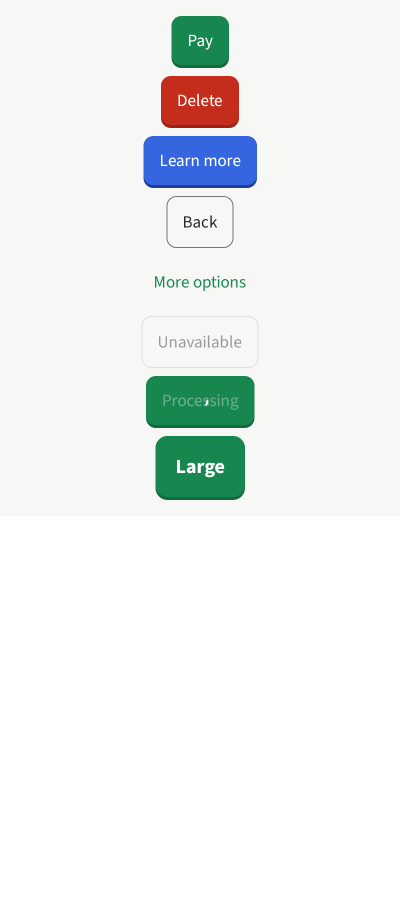 Pay
Delete
Learn more
Back
More options
Unavailable
Processing
Large